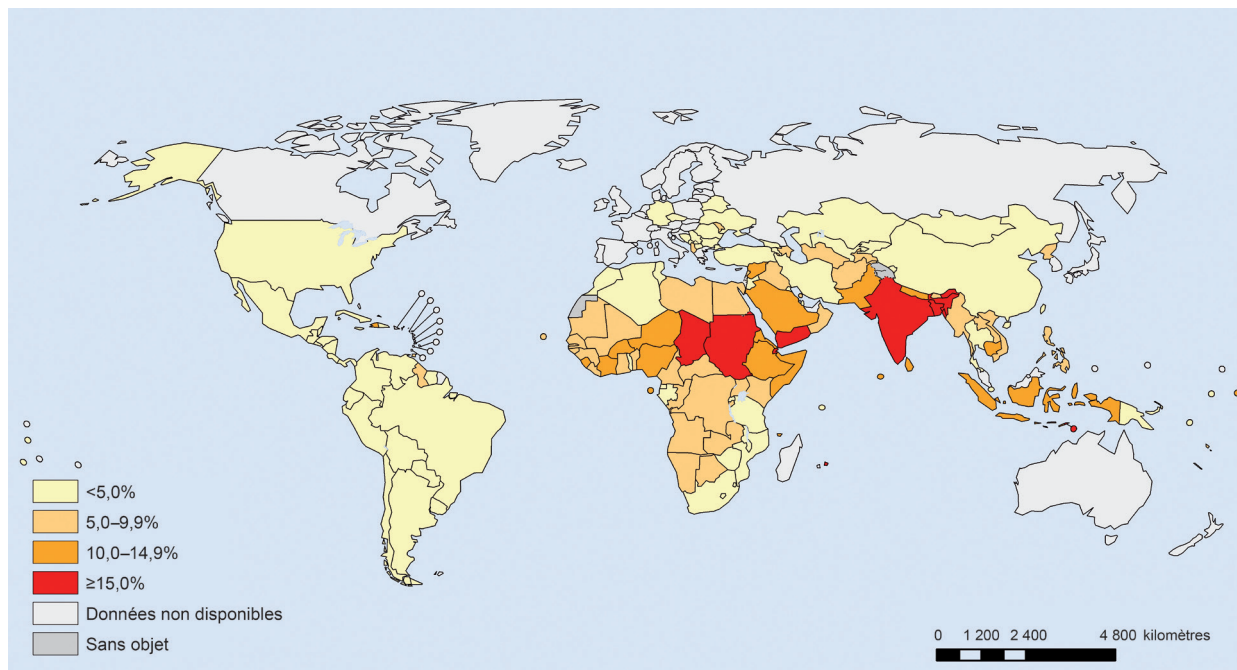 <5,0%
5,0–9,9%
10,0–14,9%
≥15,0%
Données non disponibles
Sans objet
0 1 200 2 400 4 800 kilomètres